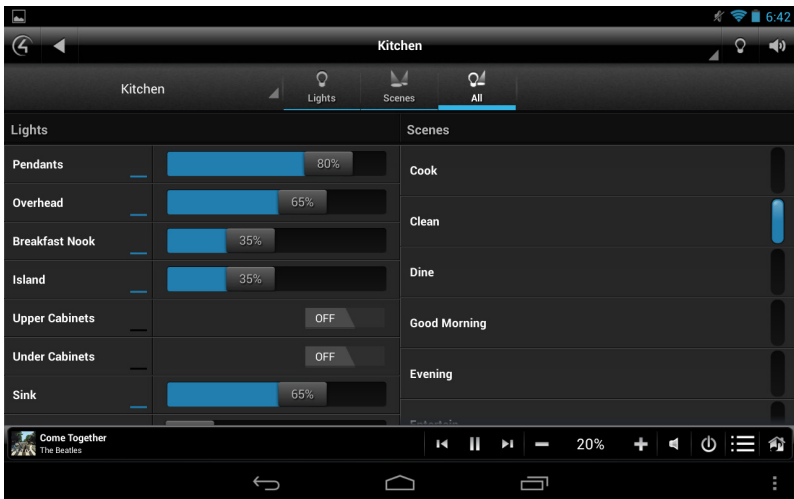 6:42
Kitchen
Kitchen
Lights
Scenes
All
Lights
Scenes
Pendants
80%
Cook
Overhead
65%
Clean
Breakfast Nook
35%
Island
35%
Dine
Upper Cabinets
OFF
Good Morning
Under Cabinets
OFF
Evening
Sink
65%
Come Together
The Beatles
20%